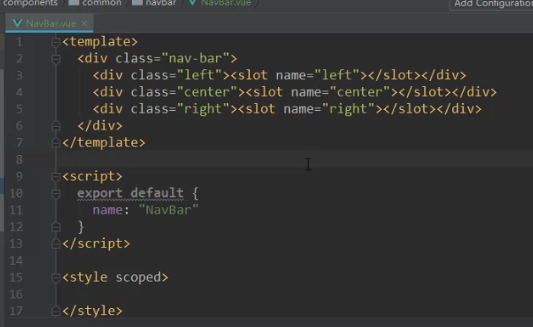 components common navbar NavBar.vue Add Configuration
NavBar.vue ×
1 <template>
2 <div class="nav-bar">
3 <div class="left"><slot name="left"></slot></div>
4 <div class="center"><slot name="center"></slot></div>
5 <div class="right"><slot name="right"></slot></div>
6 </div>
7 </template>
8
9 <script>
10 export default {
11 name: "NavBar"
12 }
13 </script>
14
15 <style scoped>
16
17 </style>